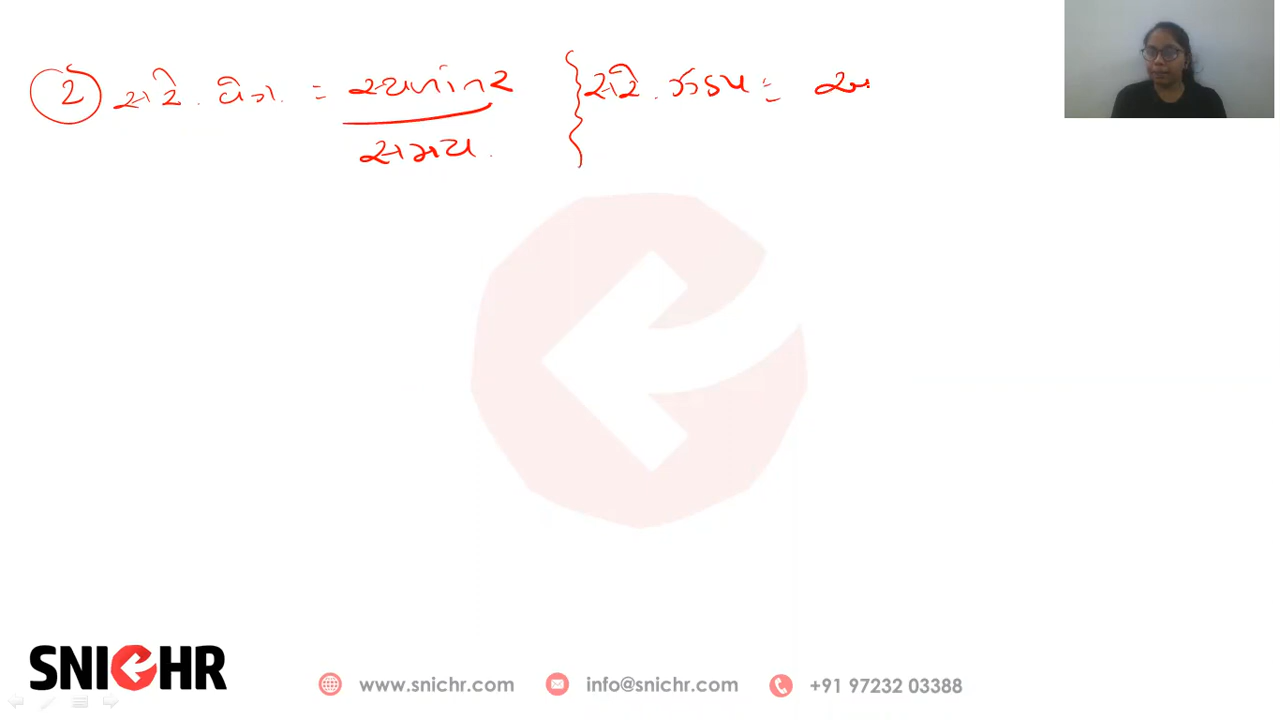 2 સરે. વેગ. = સ્થાનાંતર / સમય. } સરે. ઝડપ =
SNICHR
www.snichr.com info@snichr.com +91 97232 03388